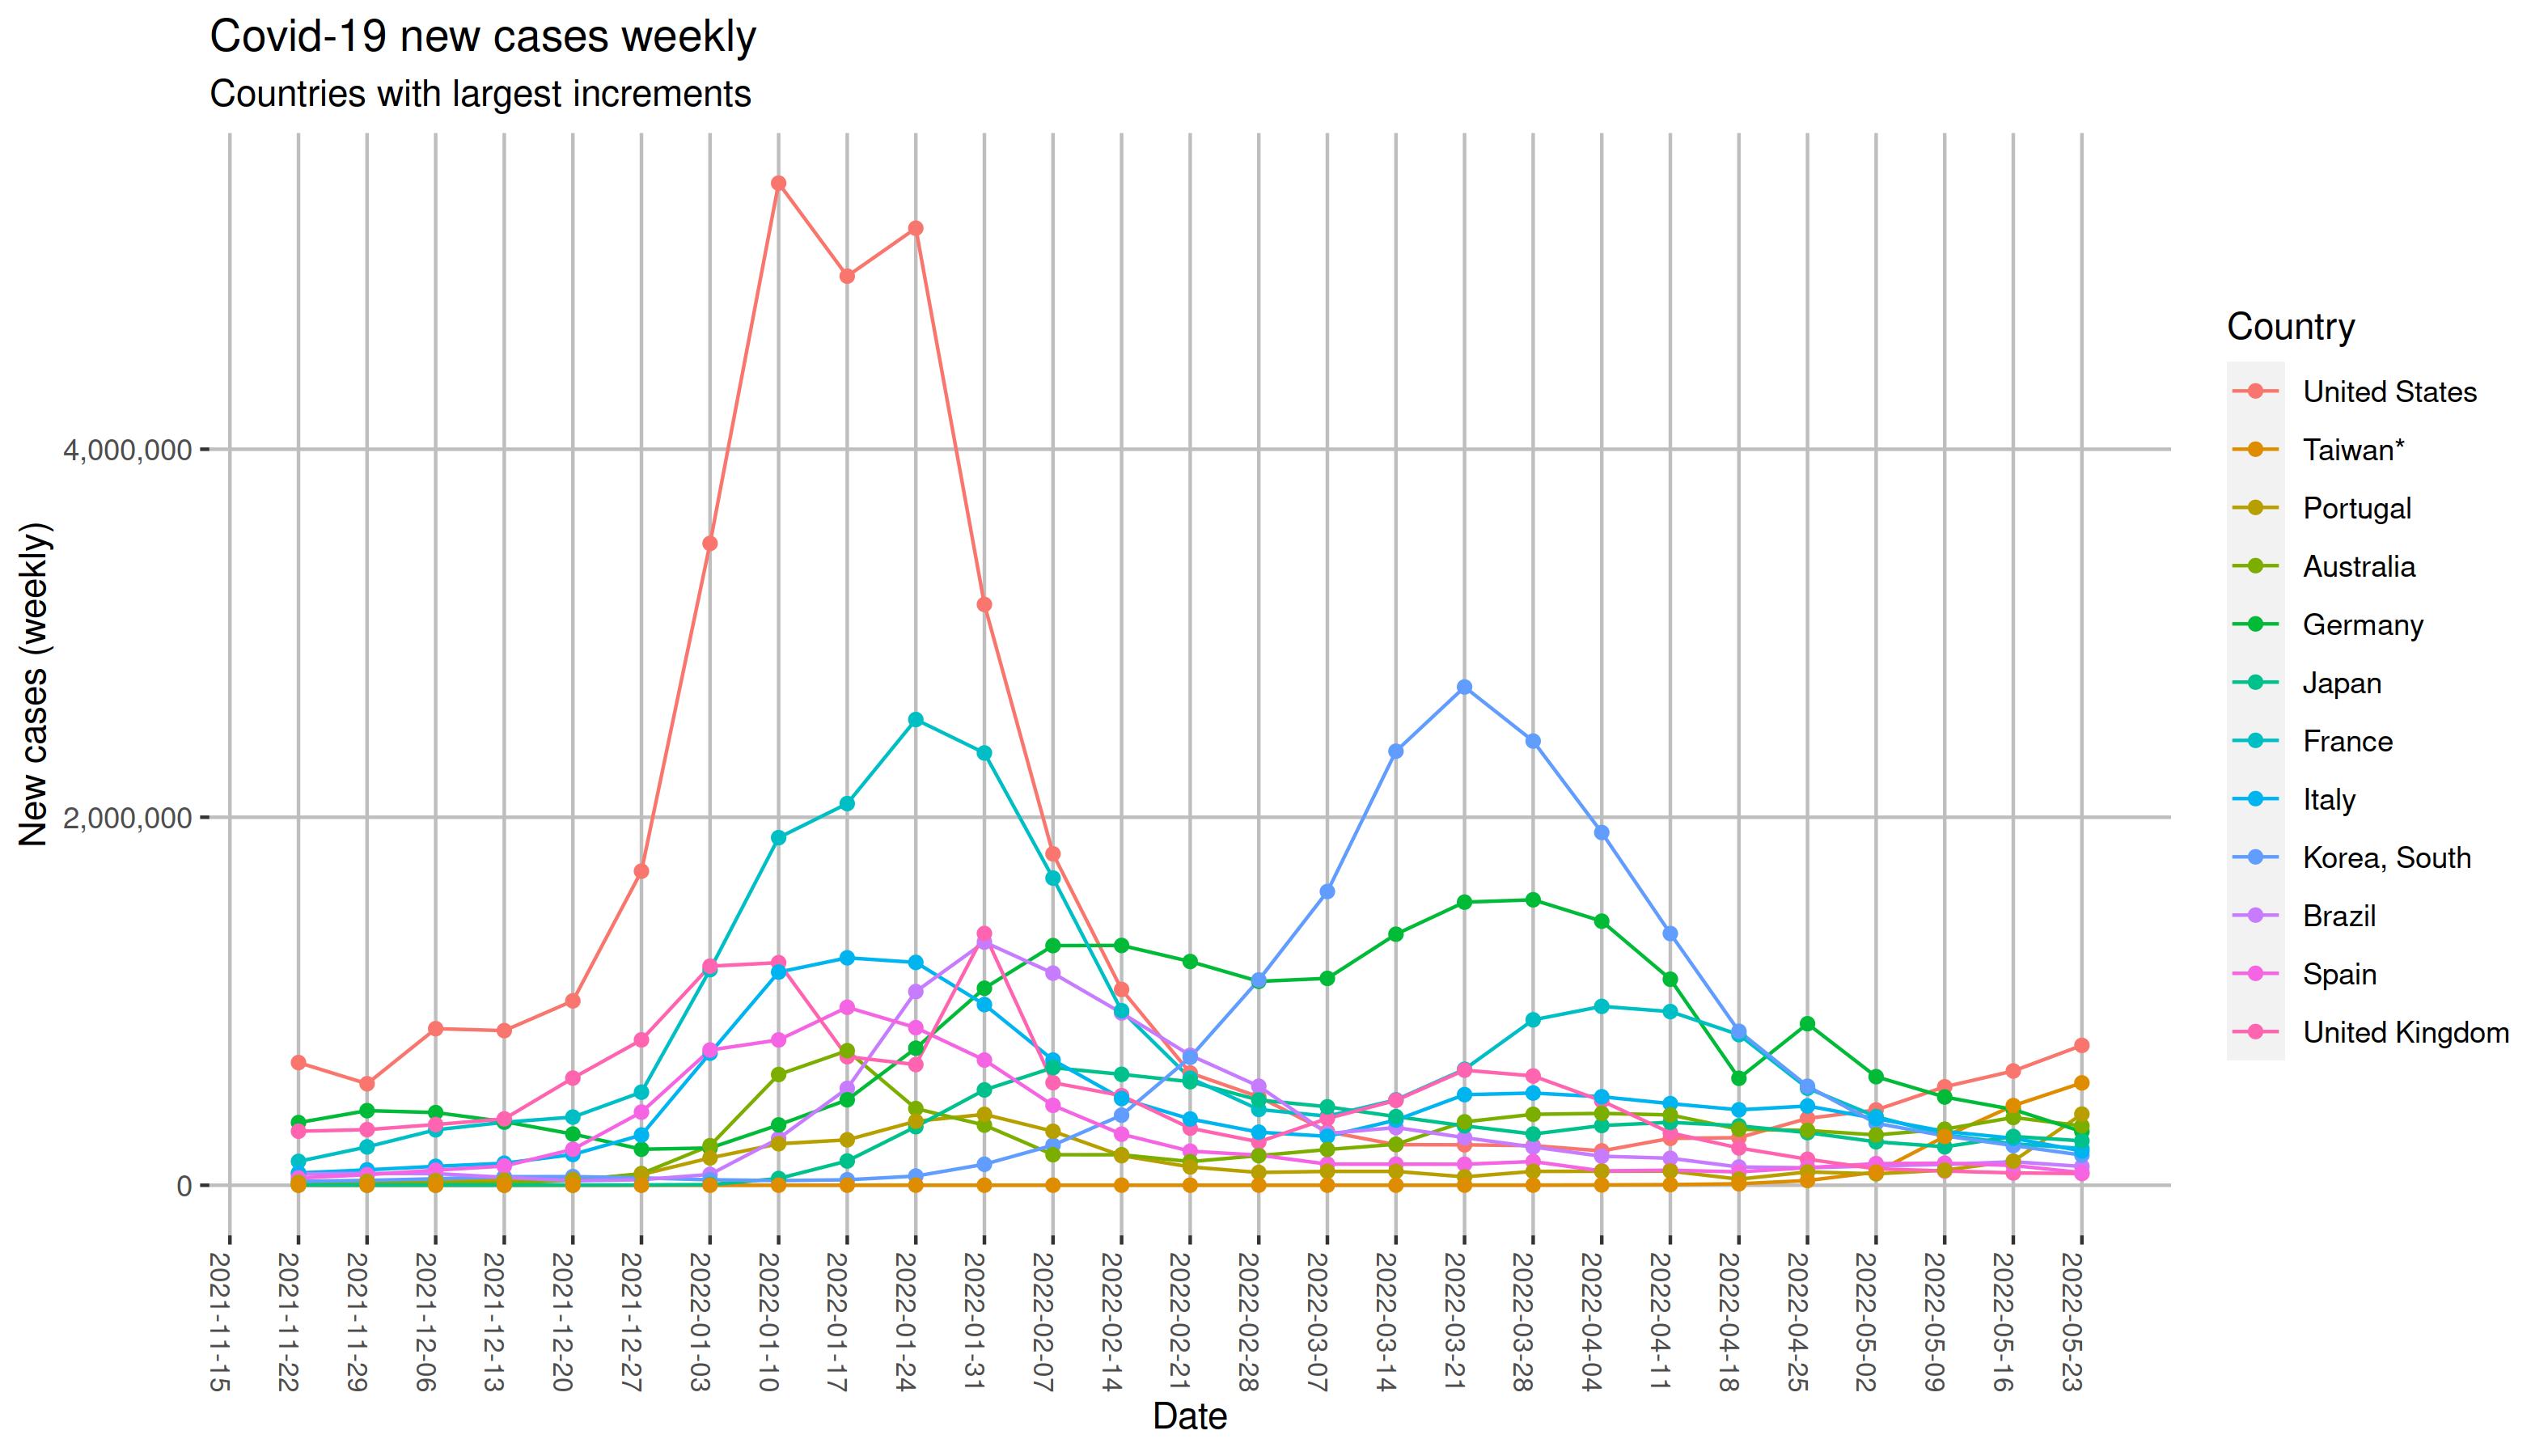 Covid-19 new cases weekly
Countries with largest increments
New cases (weekly)
4,000,000
2,000,000
0
2021-11-15
2021-11-22
2021-11-29
2021-12-06
2021-12-13
2021-12-20
2021-12-27
2022-01-03
2022-01-10
2022-01-17
2022-01-24
2022-01-31
2022-02-07
2022-02-14
2022-02-21
2022-02-28
2022-03-07
2022-03-14
2022-03-21
2022-03-28
2022-04-04
2022-04-11
2022-04-18
2022-04-25
2022-05-02
2022-05-09
2022-05-16
2022-05-23
Date
Country
United States
Taiwan*
Portugal
Australia
Germany
Japan
France
Italy
Korea, South
Brazil
Spain
United Kingdom